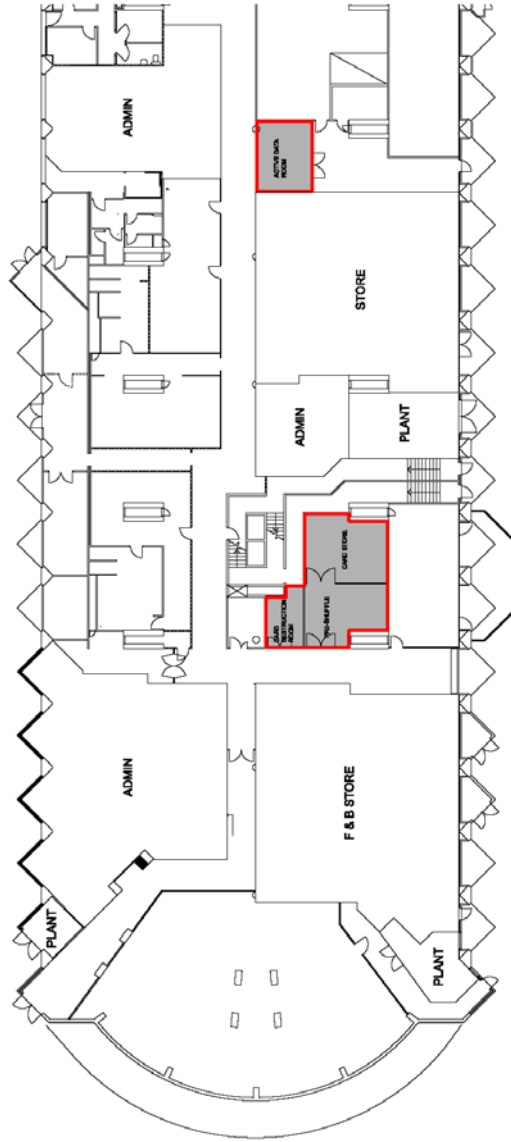 ADMIN
ACTIVE DATA
ROOM
STORE
ADMIN
PLANT
CARD STORE
PRE-SHUFFLE
CARD
DESTRUCTION
ROOM
ADMIN
F & B STORE
PLANT
PLANT